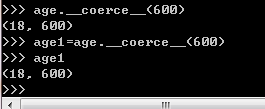 >>> age.__coerce__(600)
(18, 600)
>>> age1=age.__coerce__(600)
>>> age1
(18, 600)
>>>